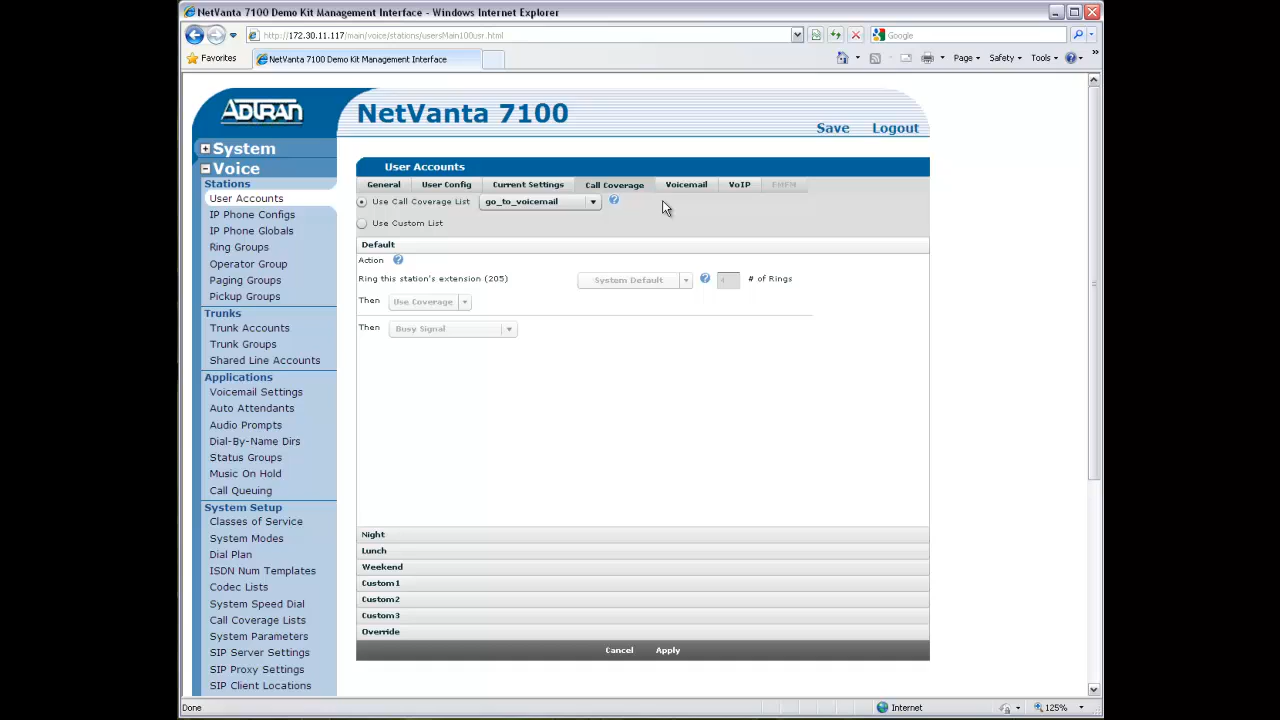 NetVanta 7100 Demo Kit Management Interface - Windows Internet Explorer
http://172.30.11.117/main/voice/stations/usersMain100usr.html
Google
Favorites
NetVanta 7100 Demo Kit Management Interface
Page
Safety
Tools
ADTRAN
NetVanta 7100
Save
Logout
System
Voice
Stations
User Accounts
IP Phone Configs
IP Phone Globals
Ring Groups
Operator Group
Paging Groups
Pickup Groups
Trunks
Trunk Accounts
Trunk Groups
Shared Line Accounts
Applications
Voicemail Settings
Auto Attendants
Audio Prompts
Dial-By-Name Dirs
Status Groups
Music On Hold
Call Queuing
System Setup
Classes of Service
System Modes
Dial Plan
ISDN Num Templates
Codec Lists
System Speed Dial
Call Coverage Lists
System Parameters
SIP Server Settings
SIP Proxy Settings
SIP Client Locations
User Accounts
General
User Config
Current Settings
Call Coverage
Voicemail
VoIP
FMFM
Use Call Coverage List
go_to_voicemail
Use Custom List
Default
Action
Ring this station's extension (205)
System Default
4
# of Rings
Then
Use Coverage
Then
Busy Signal
Night
Lunch
Weekend
Custom1
Custom2
Custom3
Override
Cancel
Apply
Done
Internet
125%